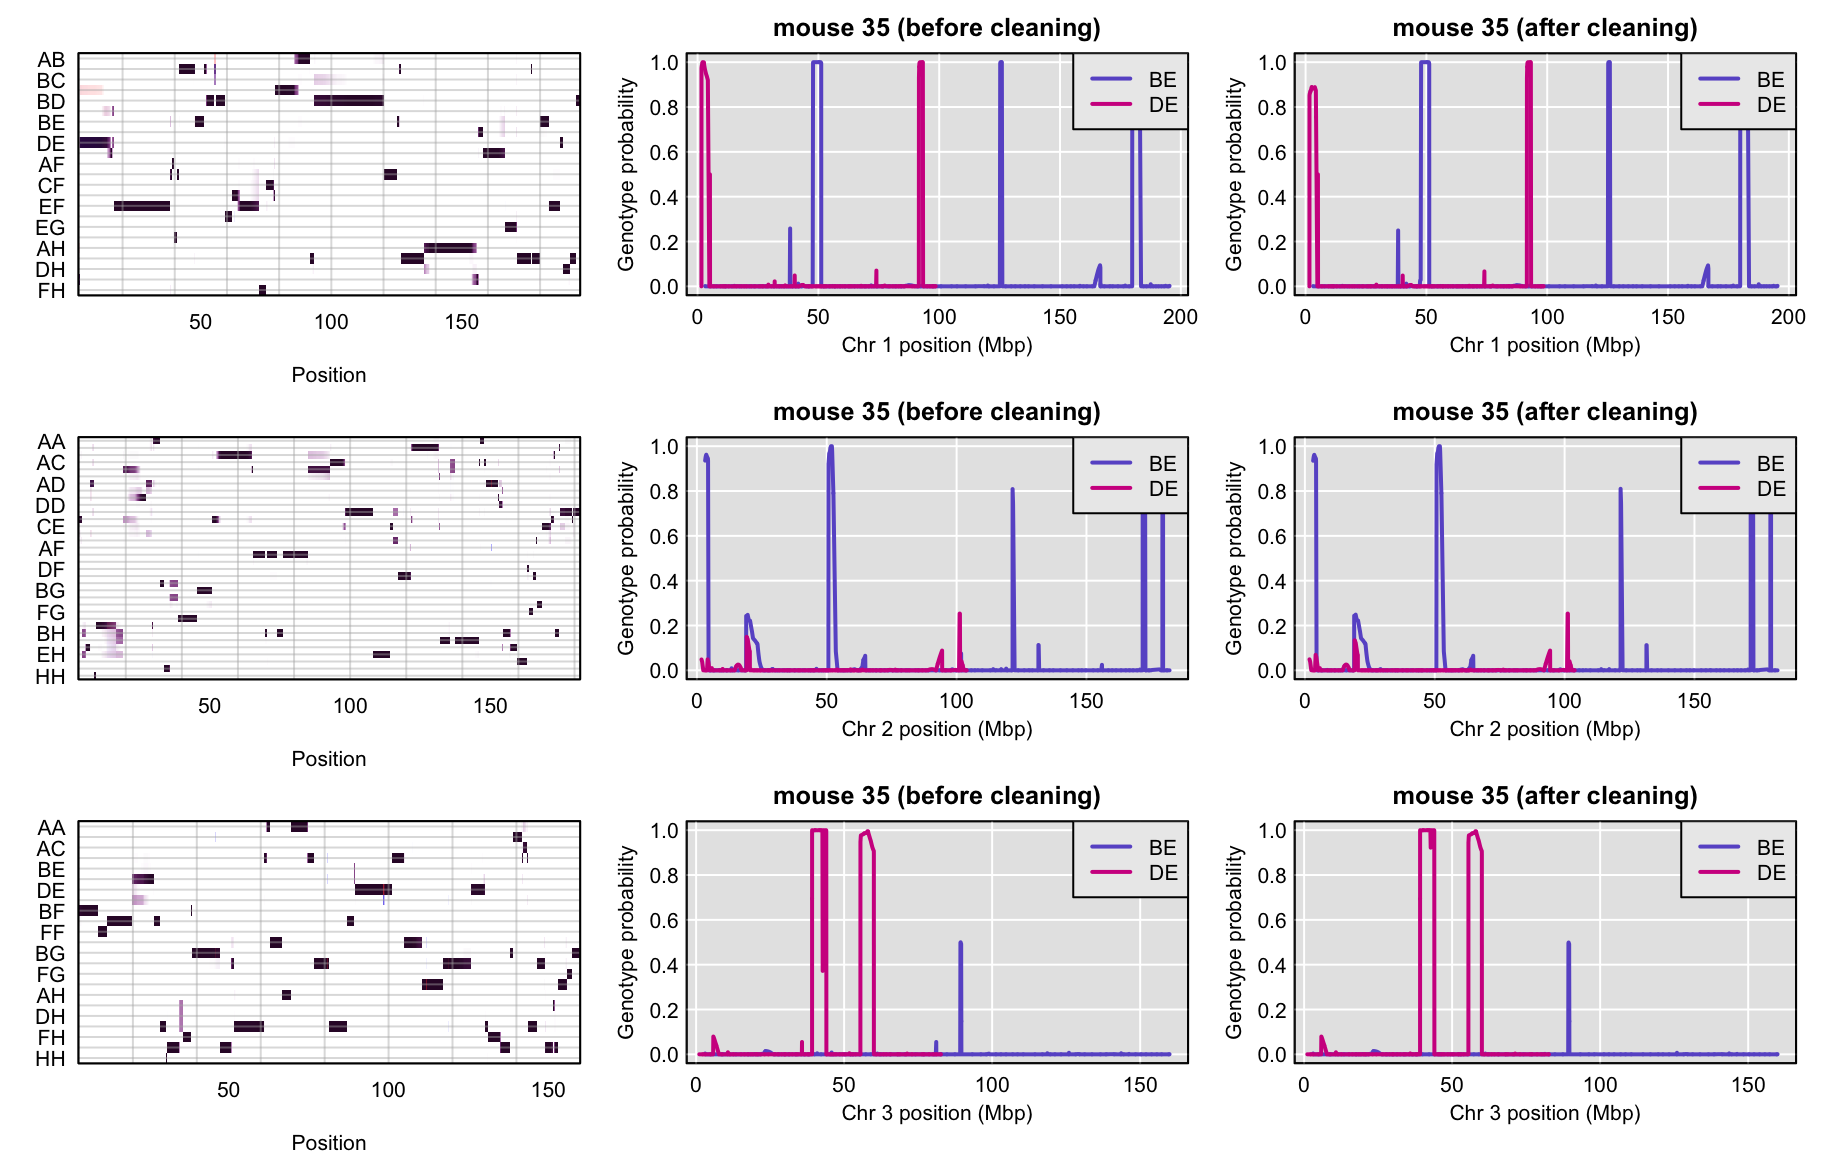 AB
BC
BD
BE
DE
AF
CF
EF
EG
AH
DH
FH
50 100 150
Position
mouse 35 (before cleaning)
Genotype probability
1.0
0.8
0.6
0.4
0.2
0.0
BE
DE
0 50 100 150 200
Chr 1 position (Mbp)
mouse 35 (after cleaning)
Genotype probability
1.0
0.8
0.6
0.4
0.2
0.0
BE
DE
0 50 100 150 200
Chr 1 position (Mbp)
AA
AC
AD
DD
CE
AF
DF
BG
FG
BH
EH
HH
50 100 150
Position
mouse 35 (before cleaning)
Genotype probability
1.0
0.8
0.6
0.4
0.2
0.0
BE
DE
0 50 100 150
Chr 2 position (Mbp)
mouse 35 (after cleaning)
Genotype probability
1.0
0.8
0.6
0.4
0.2
0.0
BE
DE
0 50 100 150
Chr 2 position (Mbp)
AA
AC
BE
DE
BF
FF
BG
FG
AH
DH
FH
HH
50 100 150
Position
mouse 35 (before cleaning)
Genotype probability
1.0
0.8
0.6
0.4
0.2
0.0
BE
DE
0 50 100 150
Chr 3 position (Mbp)
mouse 35 (after cleaning)
Genotype probability
1.0
0.8
0.6
0.4
0.2
0.0
BE
DE
0 50 100 150
Chr 3 position (Mbp)